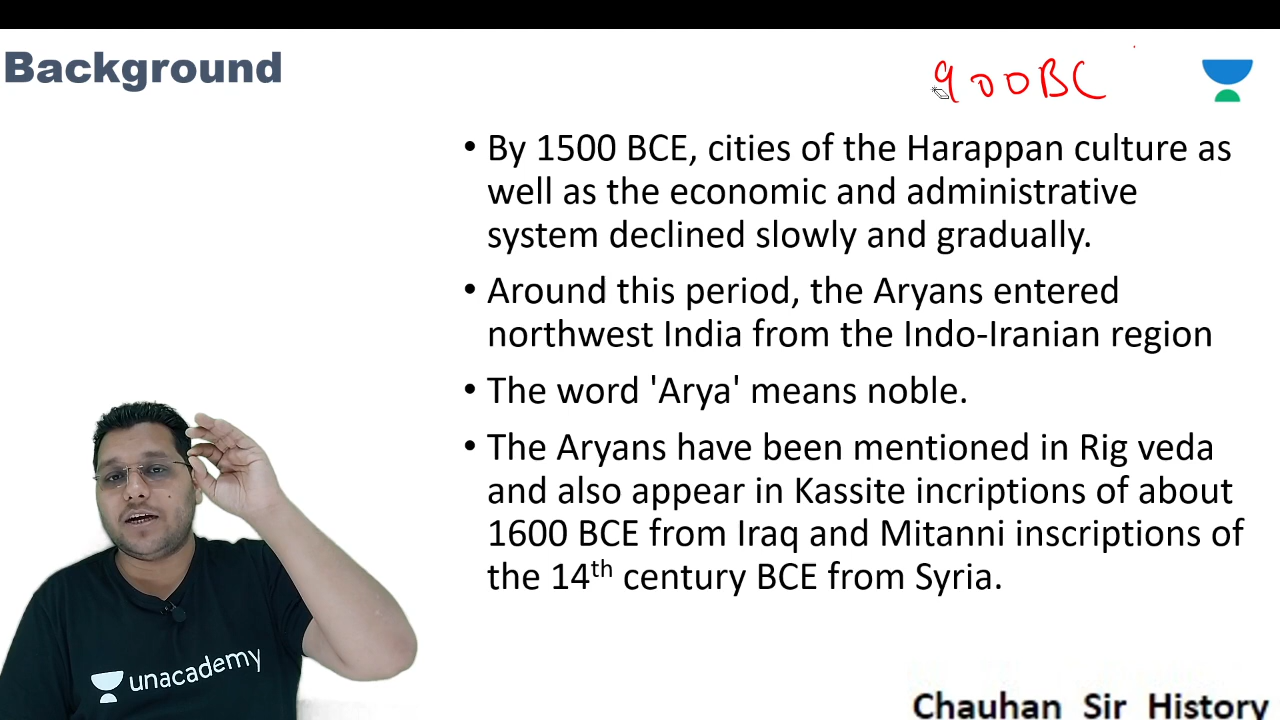 Background
900BC
• By 1500 BCE, cities of the Harappan culture as
well as the economic and administrative
system declined slowly and gradually.
• Around this period, the Aryans entered
northwest India from the Indo-Iranian region
• The word 'Arya' means noble.
• The Aryans have been mentioned in Rig veda
and also appear in Kassite incriptions of about
1600 BCE from Iraq and Mitanni inscriptions of
the 14th century BCE from Syria.
unacademy
Chauhan Sir History